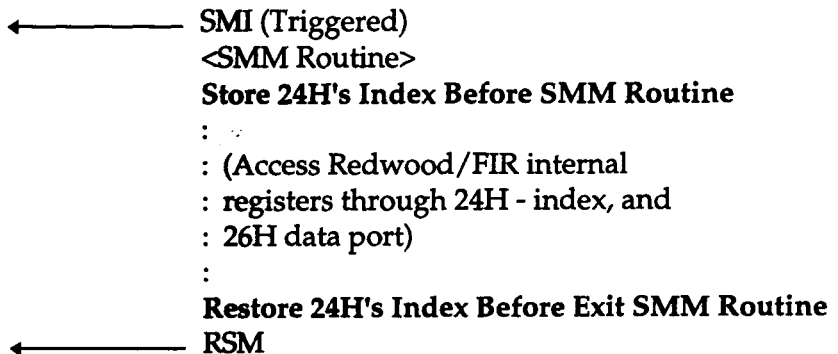 SMI (Triggered)
<SMM Routine>
Store 24H's Index Before SMM Routine
:
: (Access Redwood/FIR internal
: registers through 24H - index, and
: 26H data port)
:
Restore 24H's Index Before Exit SMM Routine
RSM